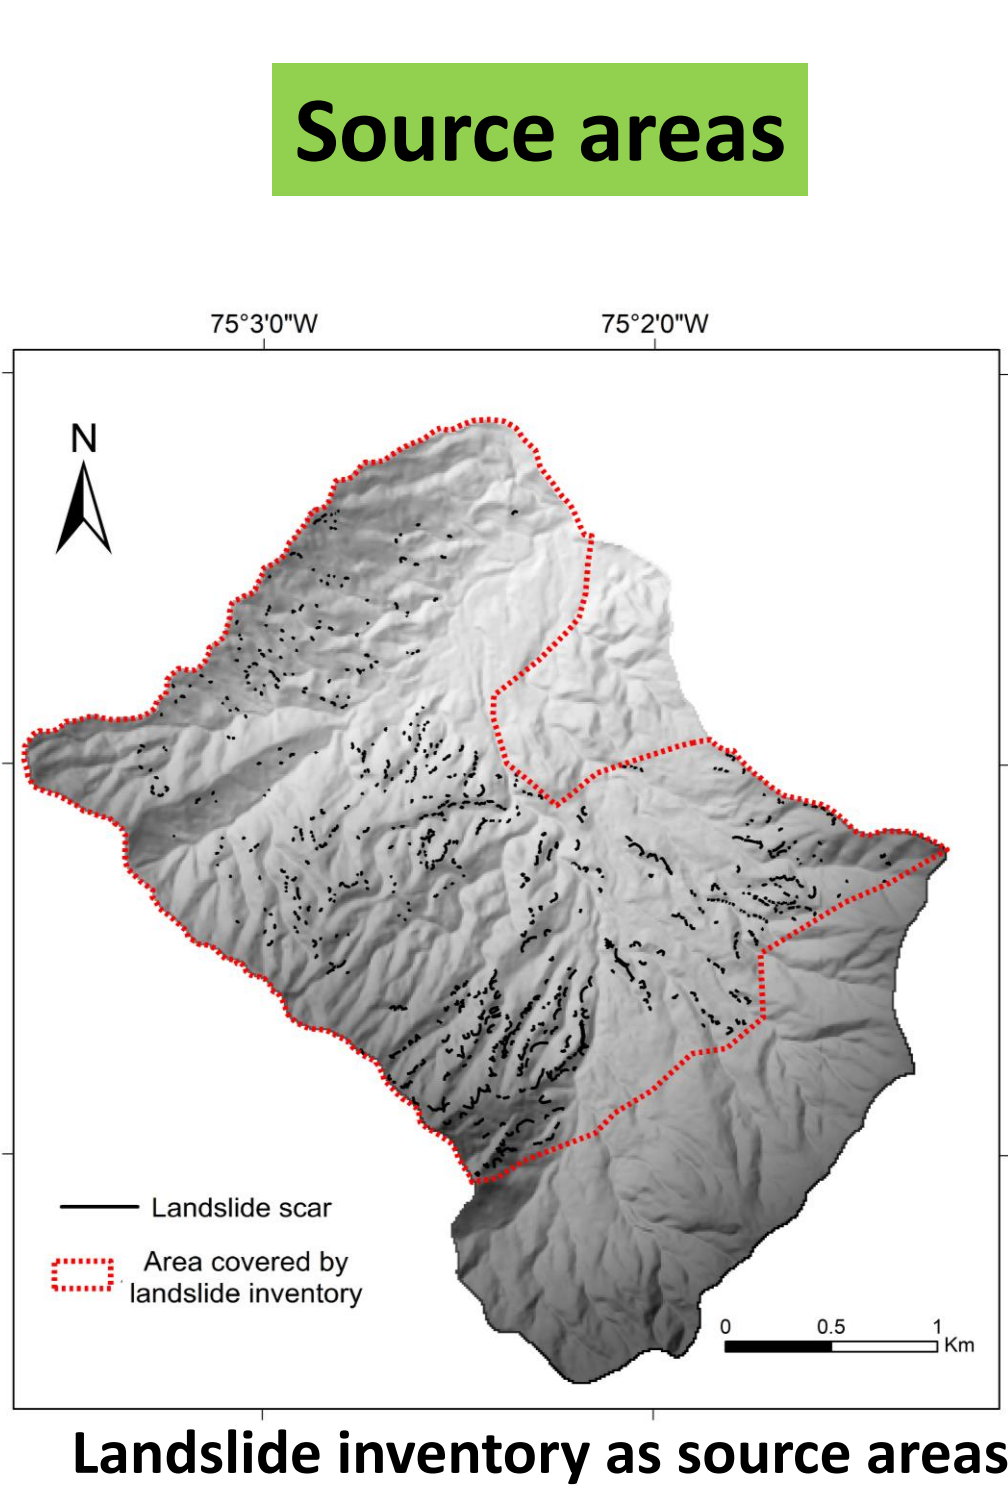 Source areas
75°3'0"W 75°2'0"W
N
Landslide scar
Area covered by
landslide inventory
0 0.5 1
Km
Landslide inventory as source areas